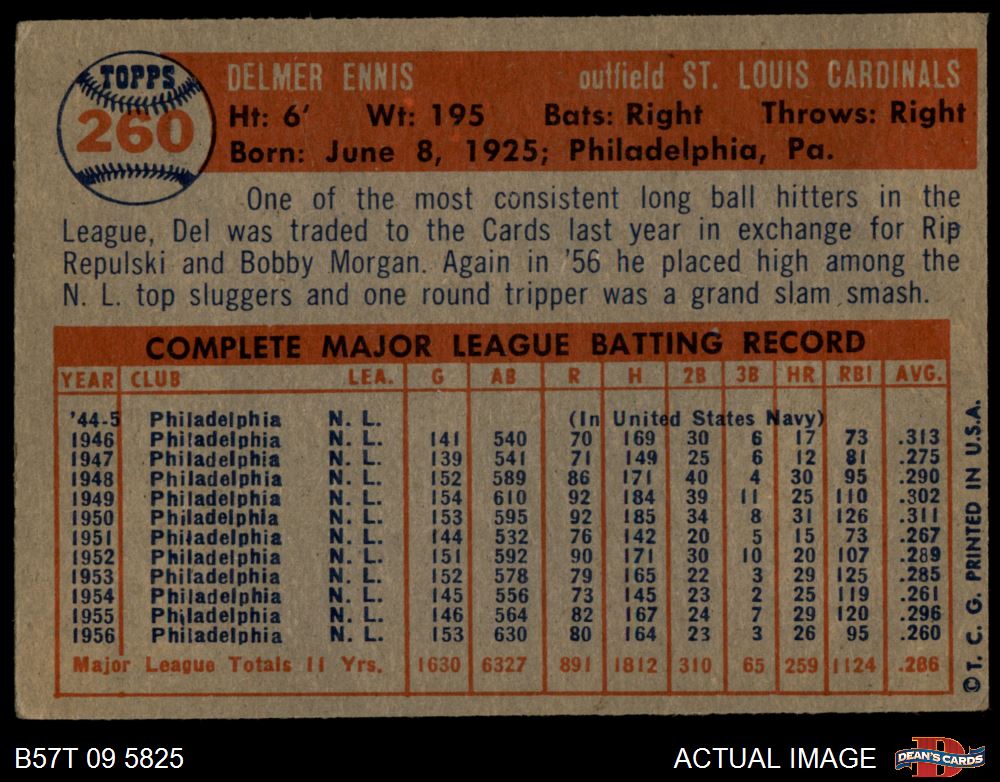 TOPPS
260
DELMER ENNIS outfield ST. LOUIS CARDINALS
Ht: 6' Wt: 195 Bats: Right Throws: Right
Born: June 8, 1925; Philadelphia, Pa.
One of the most consistent long ball hitters in the
League, Del was traded to the Cards last year in exchange for Rip
Repulski and Bobby Morgan. Again in '56 he placed high among the
N. L. top sluggers and one round tripper was a grand slam smash.
COMPLETE MAJOR LEAGUE BATTING RECORD
YEAR CLUB LEA. G AB R H 2B 3B HR RBI AVG.
'44-5 Philadelphia N. L. (In United States Navy)
1946 Philadelphia N. L. 141 540 70 169 30 6 17 73 .313
1947 Philadelphia N. L. 139 541 71 149 25 6 12 81 .275
1948 Philadelphia N. L. 152 589 86 171 40 4 30 95 .290
1949 Philadelphia N. L. 154 610 92 184 39 11 25 110 .302
1950 Philadelphia N. L. 153 595 92 185 34 8 31 126 .311
1951 Philadelphia N. L. 144 532 76 142 20 5 15 73 .267
1952 Philadelphia N. L. 151 592 90 171 30 10 20 107 .289
1953 Philadelphia N. L. 152 578 79 165 22 3 29 125 .285
1954 Philadelphia N. L. 145 556 73 145 23 2 25 119 .261
1955 Philadelphia N. L. 146 564 82 167 24 7 29 120 .296
1956 Philadelphia N. L. 153 630 80 164 23 3 26 95 .260
Major League Totals 11 Yrs. 1630 6327 891 1812 310 65 259 1124 .286
© T. C. G. PRINTED IN U.S.A.
B57T 09 5825 ACTUAL IMAGE
DEAN'S CARDS